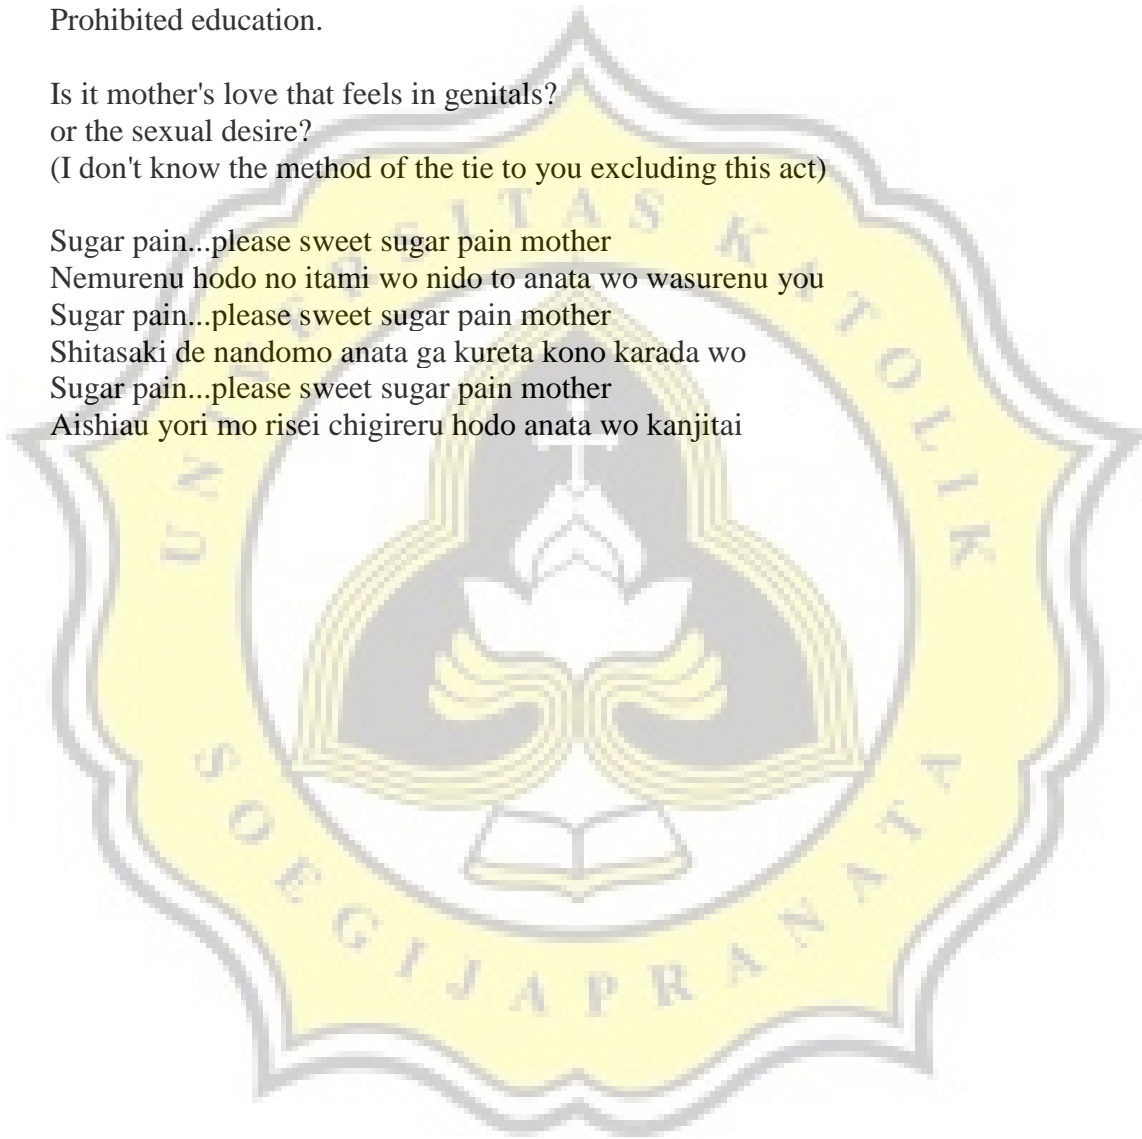 Prohibited education.
Is it mother's love that feels in genitals?
or the sexual desire?
(I don't know the method of the tie to you excluding this act)
Sugar pain...please sweet sugar pain mother
Nemurenu hodo no itami wo nido to anata wo wasurenu you
Sugar pain...please sweet sugar pain mother
Shitasaki de nandomo anata ga kureta kono karada wo
Sugar pain...please sweet sugar pain mother
Aishiau yori mo risei chigireru hodo anata wo kanjitai
UNIVERSITAS KATOLIK
SOEGIJAPRANATA